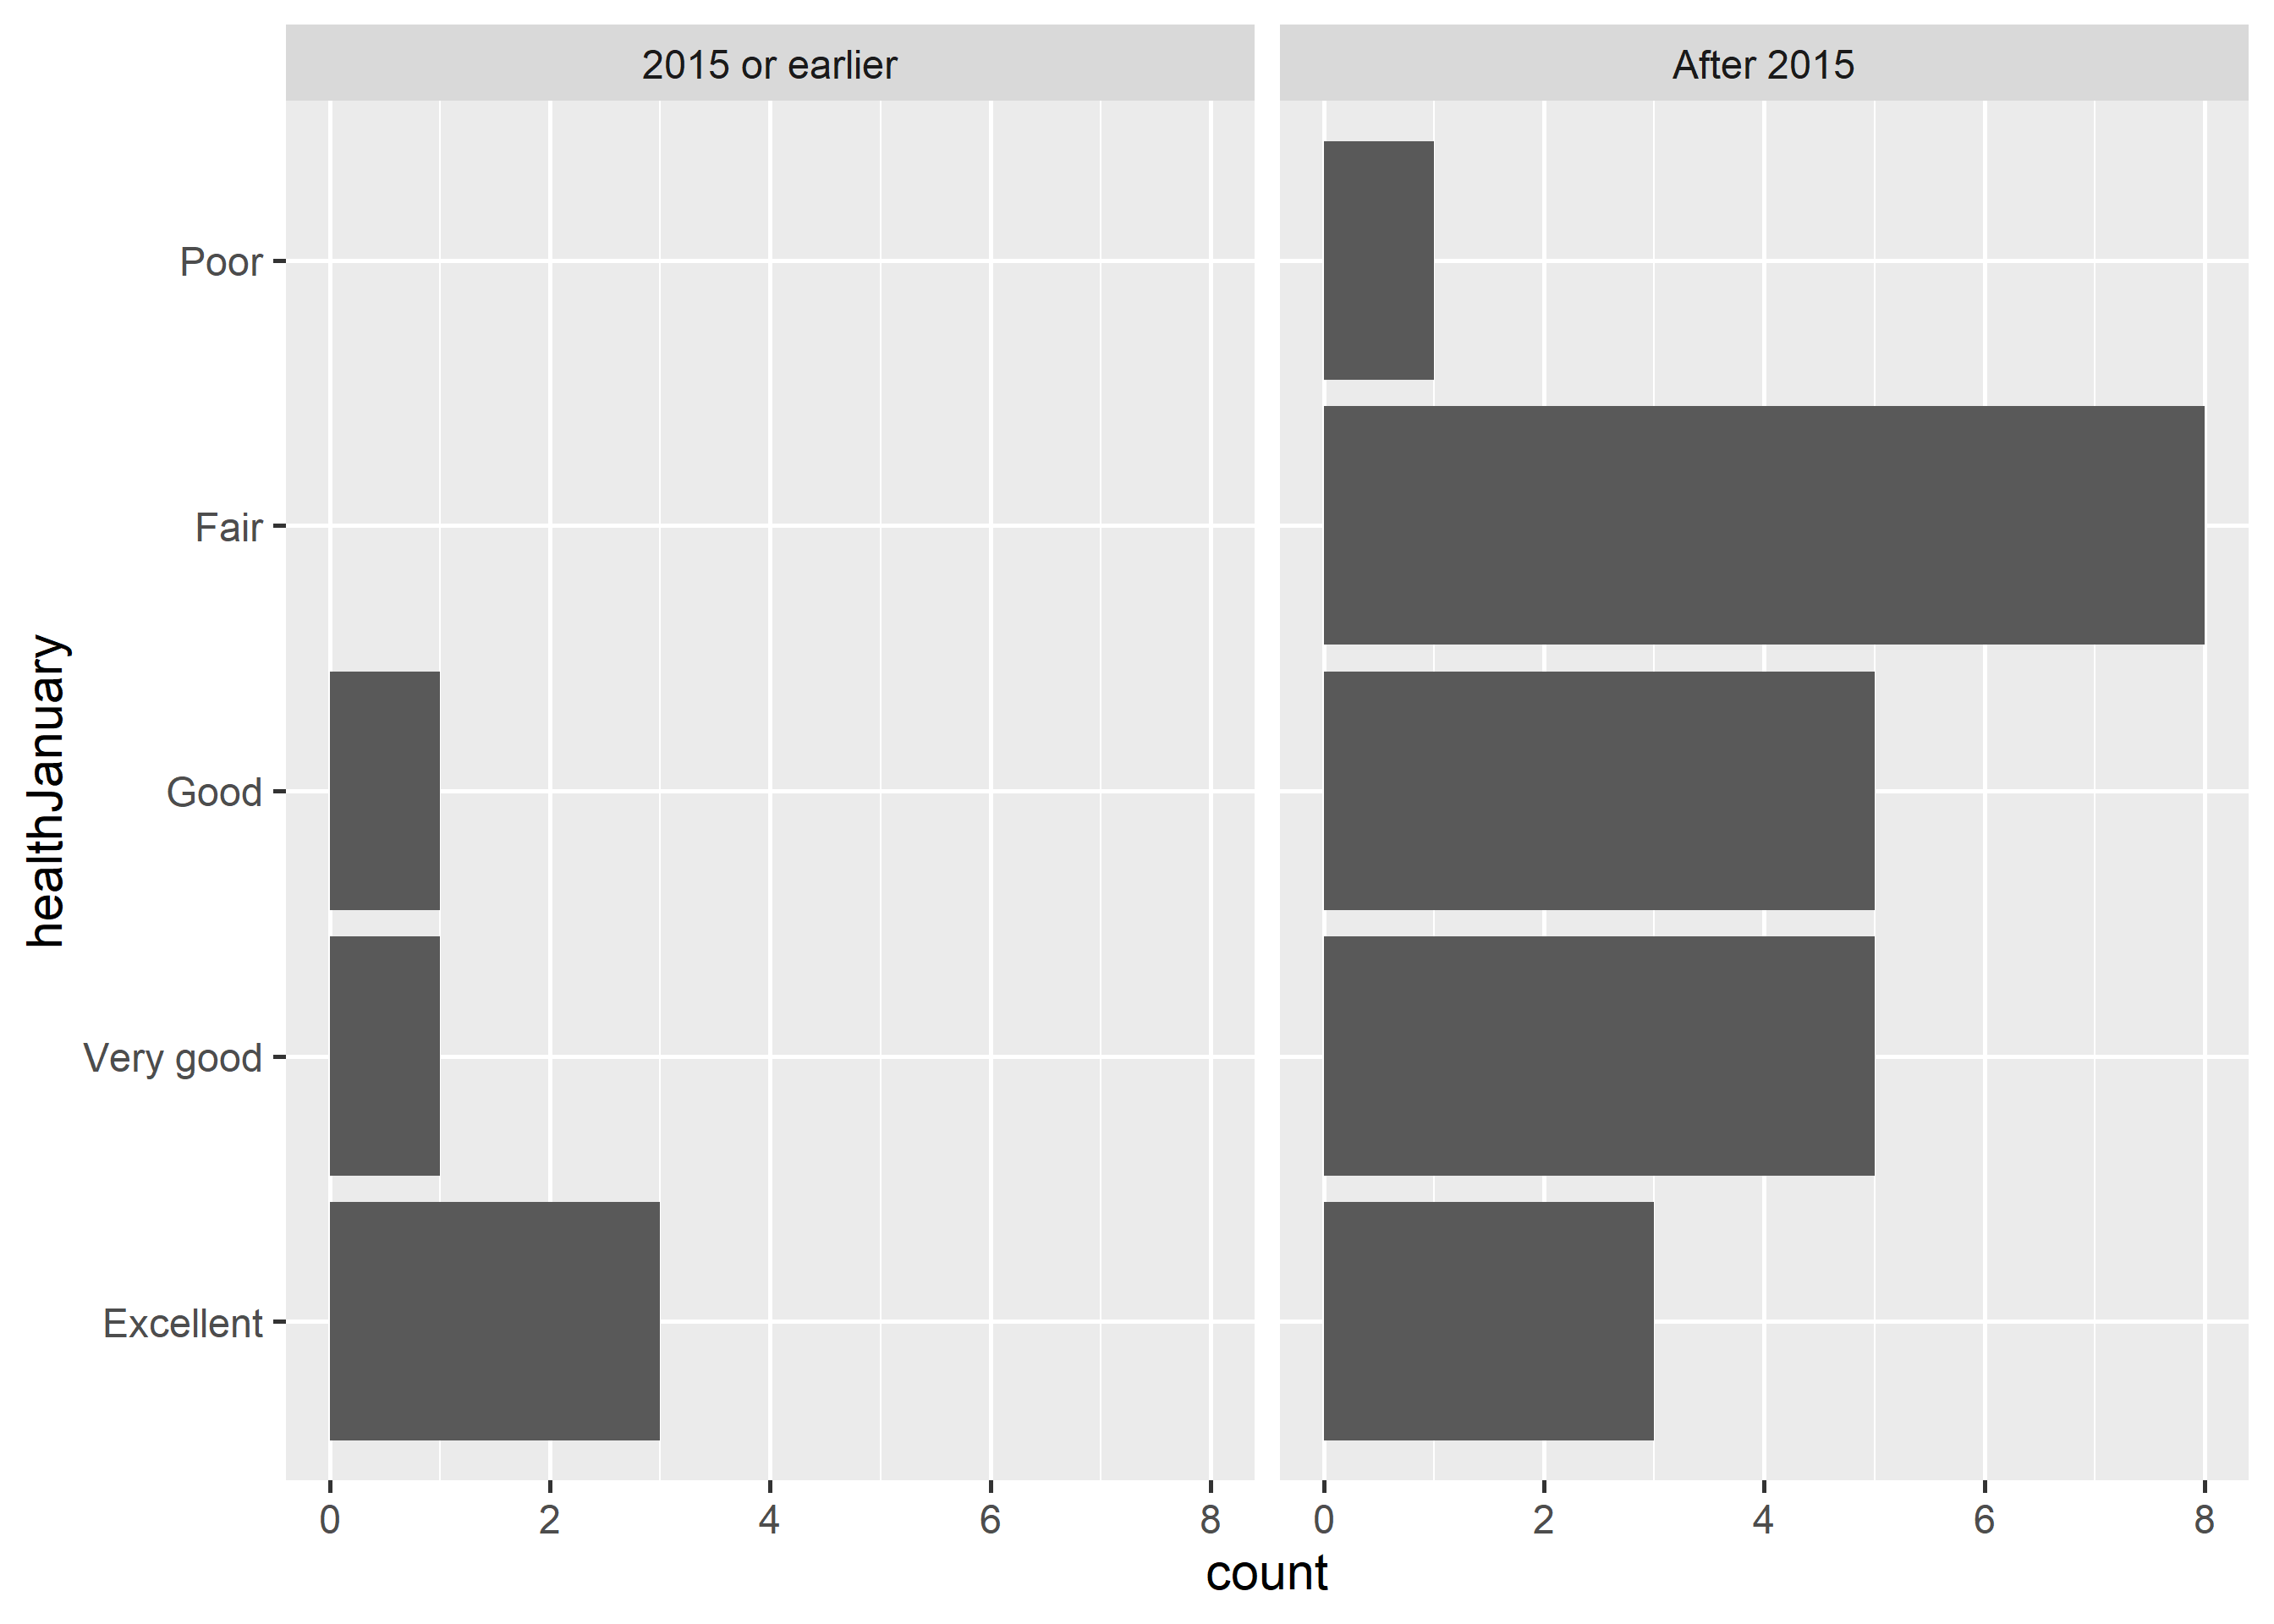 2015 or earlier
After 2015
healthJanuary
Poor
Fair
Good
Very good
Excellent
0 2 4 6 8
0 2 4 6 8
count